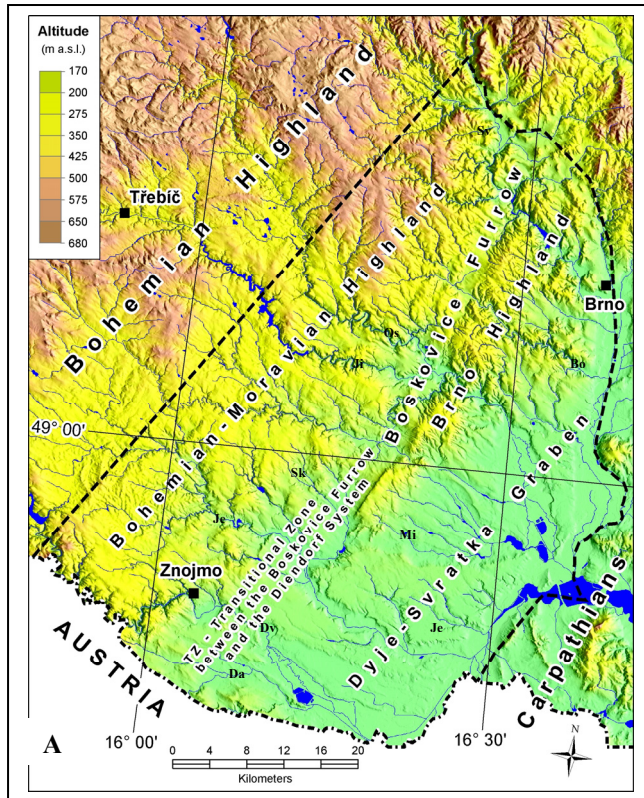 Altitude
(m a.s.l.)
170
200
275
350
425
500
575
650
680
Bohemian Highland
Třebíč
Sv
Bohemian-Moravian Highland
Boskovice Furrow
Brno Highland
Brno
Os
Ji
Bo
49° 00'
Sk
Je
Mi
Dyje-Svratka Graben
Znojmo
TZ - Transitional Zone
between the Boskovice Furrow
and the Diendorf System
Dv
Je
Da
AUSTRIA
Carpathians
A
16° 00'
16° 30'
N
0 4 8 12 16 20
Kilometers